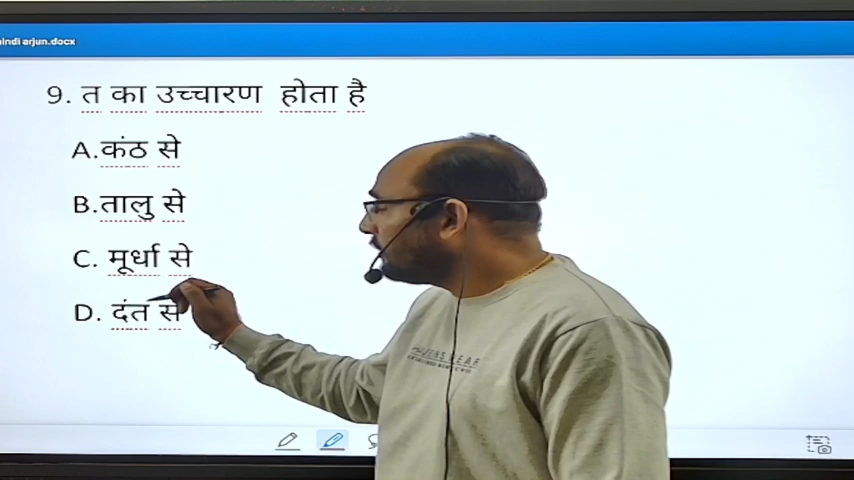 hindi arjun.docx
9. त का उच्चारण होता है
A.कंठ से
B.तालु से
C. मूर्धा से
D. दंत से